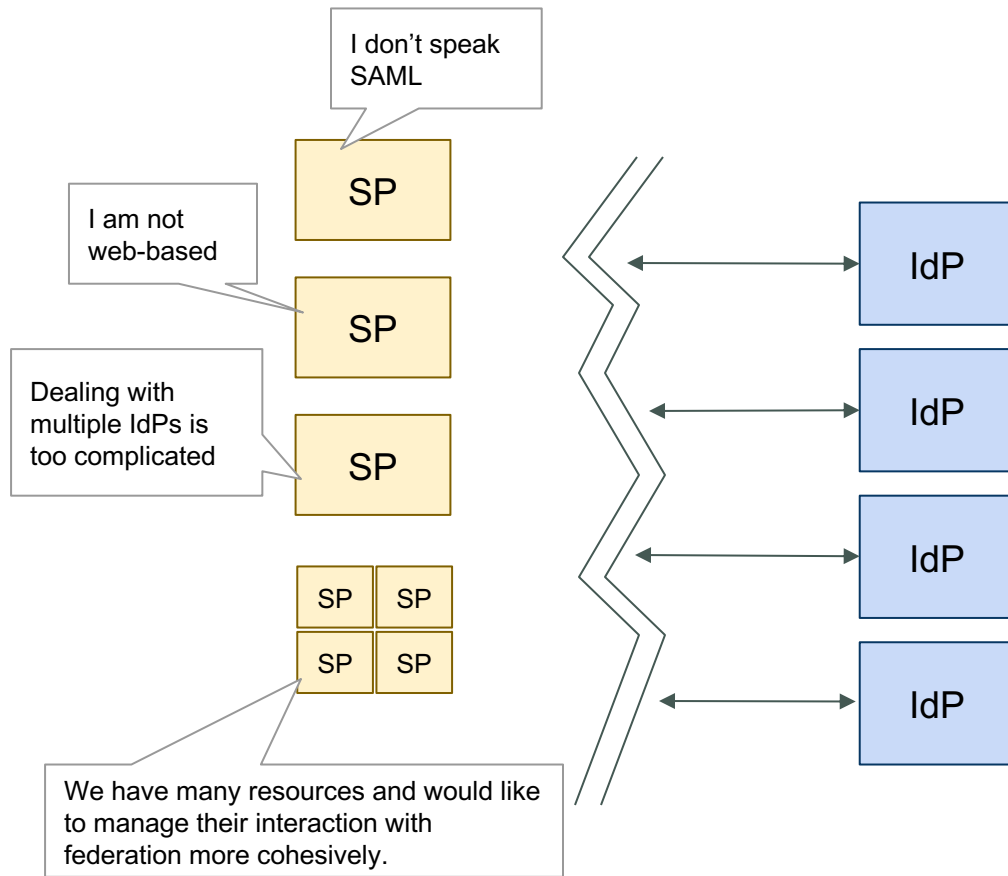 I don’t speak
SAML
SP
I am not
web-based
SP
Dealing with
multiple IdPs is
too complicated
SP
SP SP
SP SP
We have many resources and would like
to manage their interaction with
federation more cohesively.
IdP
IdP
IdP
IdP